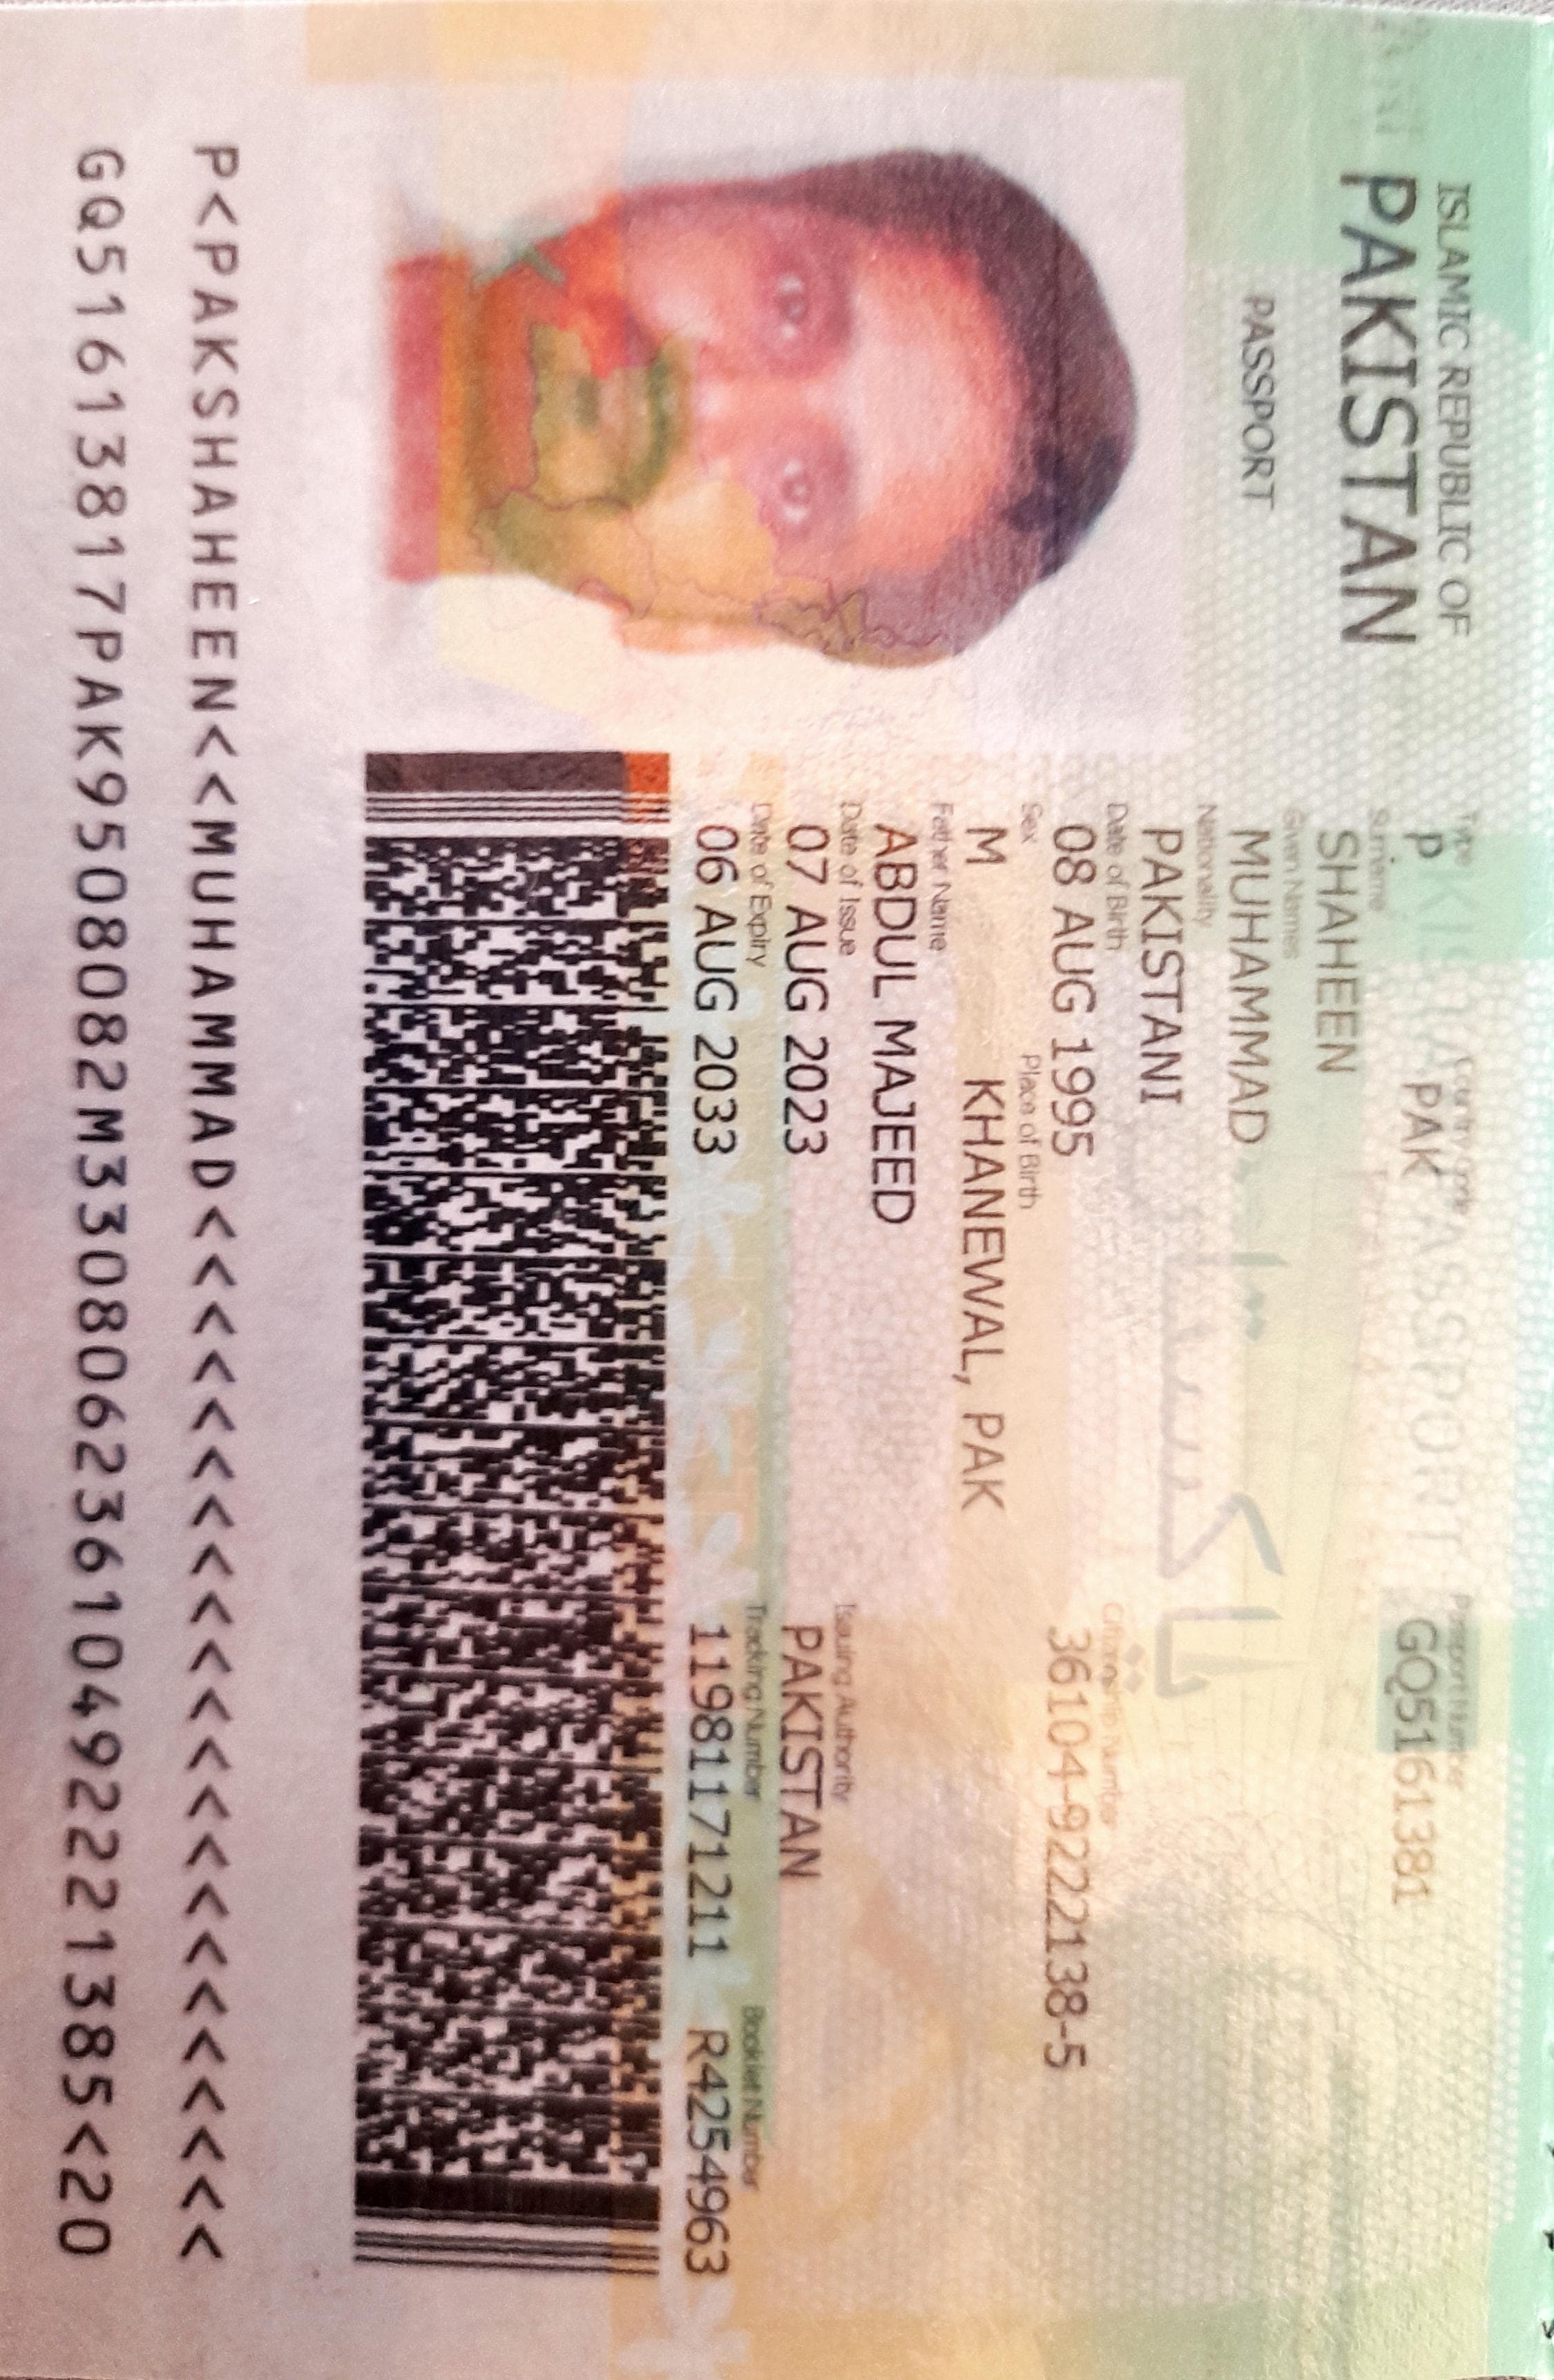 ISLAMIC REPUBLIC OF
PAKISTAN
PASSPORT
Type
P
Country Code
PAK
Passport Number
GQ5161381
Surname
SHAHEEN
Given Names
MUHAMMAD
Nationality
PAKISTANI
Date of Birth
08 AUG 1995
Citizenship Number
36104-9222138-5
Sex
M
Place of Birth
KHANEWAL, PAK
Father Name
ABDUL MAJEED
Date of Issue
07 AUG 2023
Issuing Authority
PAKISTAN
Date of Expiry
06 AUG 2033
Tracking Number
11981171211
Booklet Number
R4254963
P<PAKSHAHEEN<<MUHAMMAD<<<<<<<<<<<<<<<<<<<<<<
GQ51613817PAK9508082M33080623610492221385<20